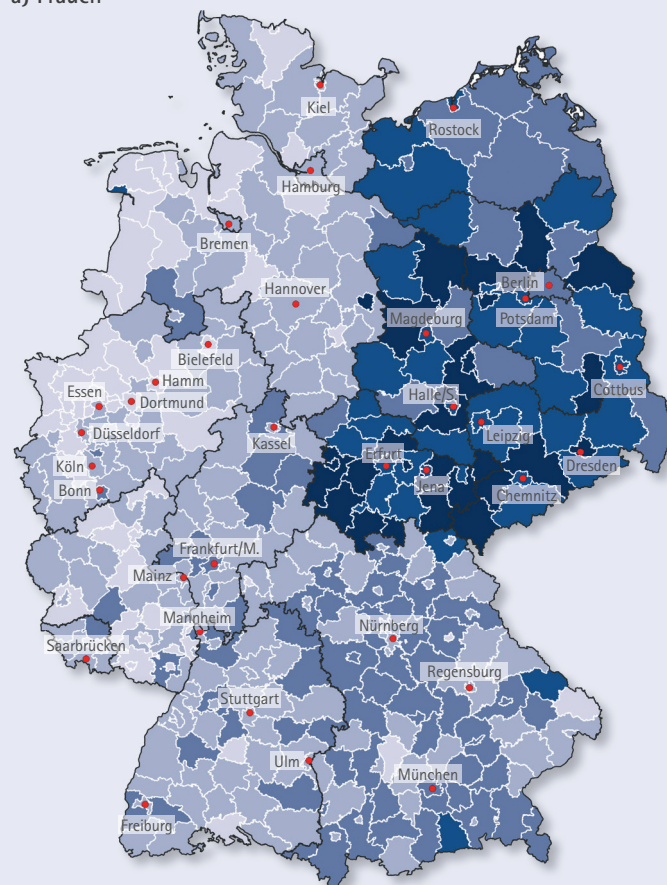 a) Frauen
Kiel
Rostock
Hamburg
Bremen
Hannover
Berlin
Potsdam
Magdeburg
Bielefeld
Hamm
Essen
Dortmund
Cottbus
Halle/S.
Düsseldorf
Kassel
Leipzig
Köln
Erfurt
Dresden
Bonn
Jena
Chemnitz
Frankfurt/M.
Mainz
Mannheim
Nürnberg
Saarbrücken
Regensburg
Stuttgart
Ulm
München
Freiburg